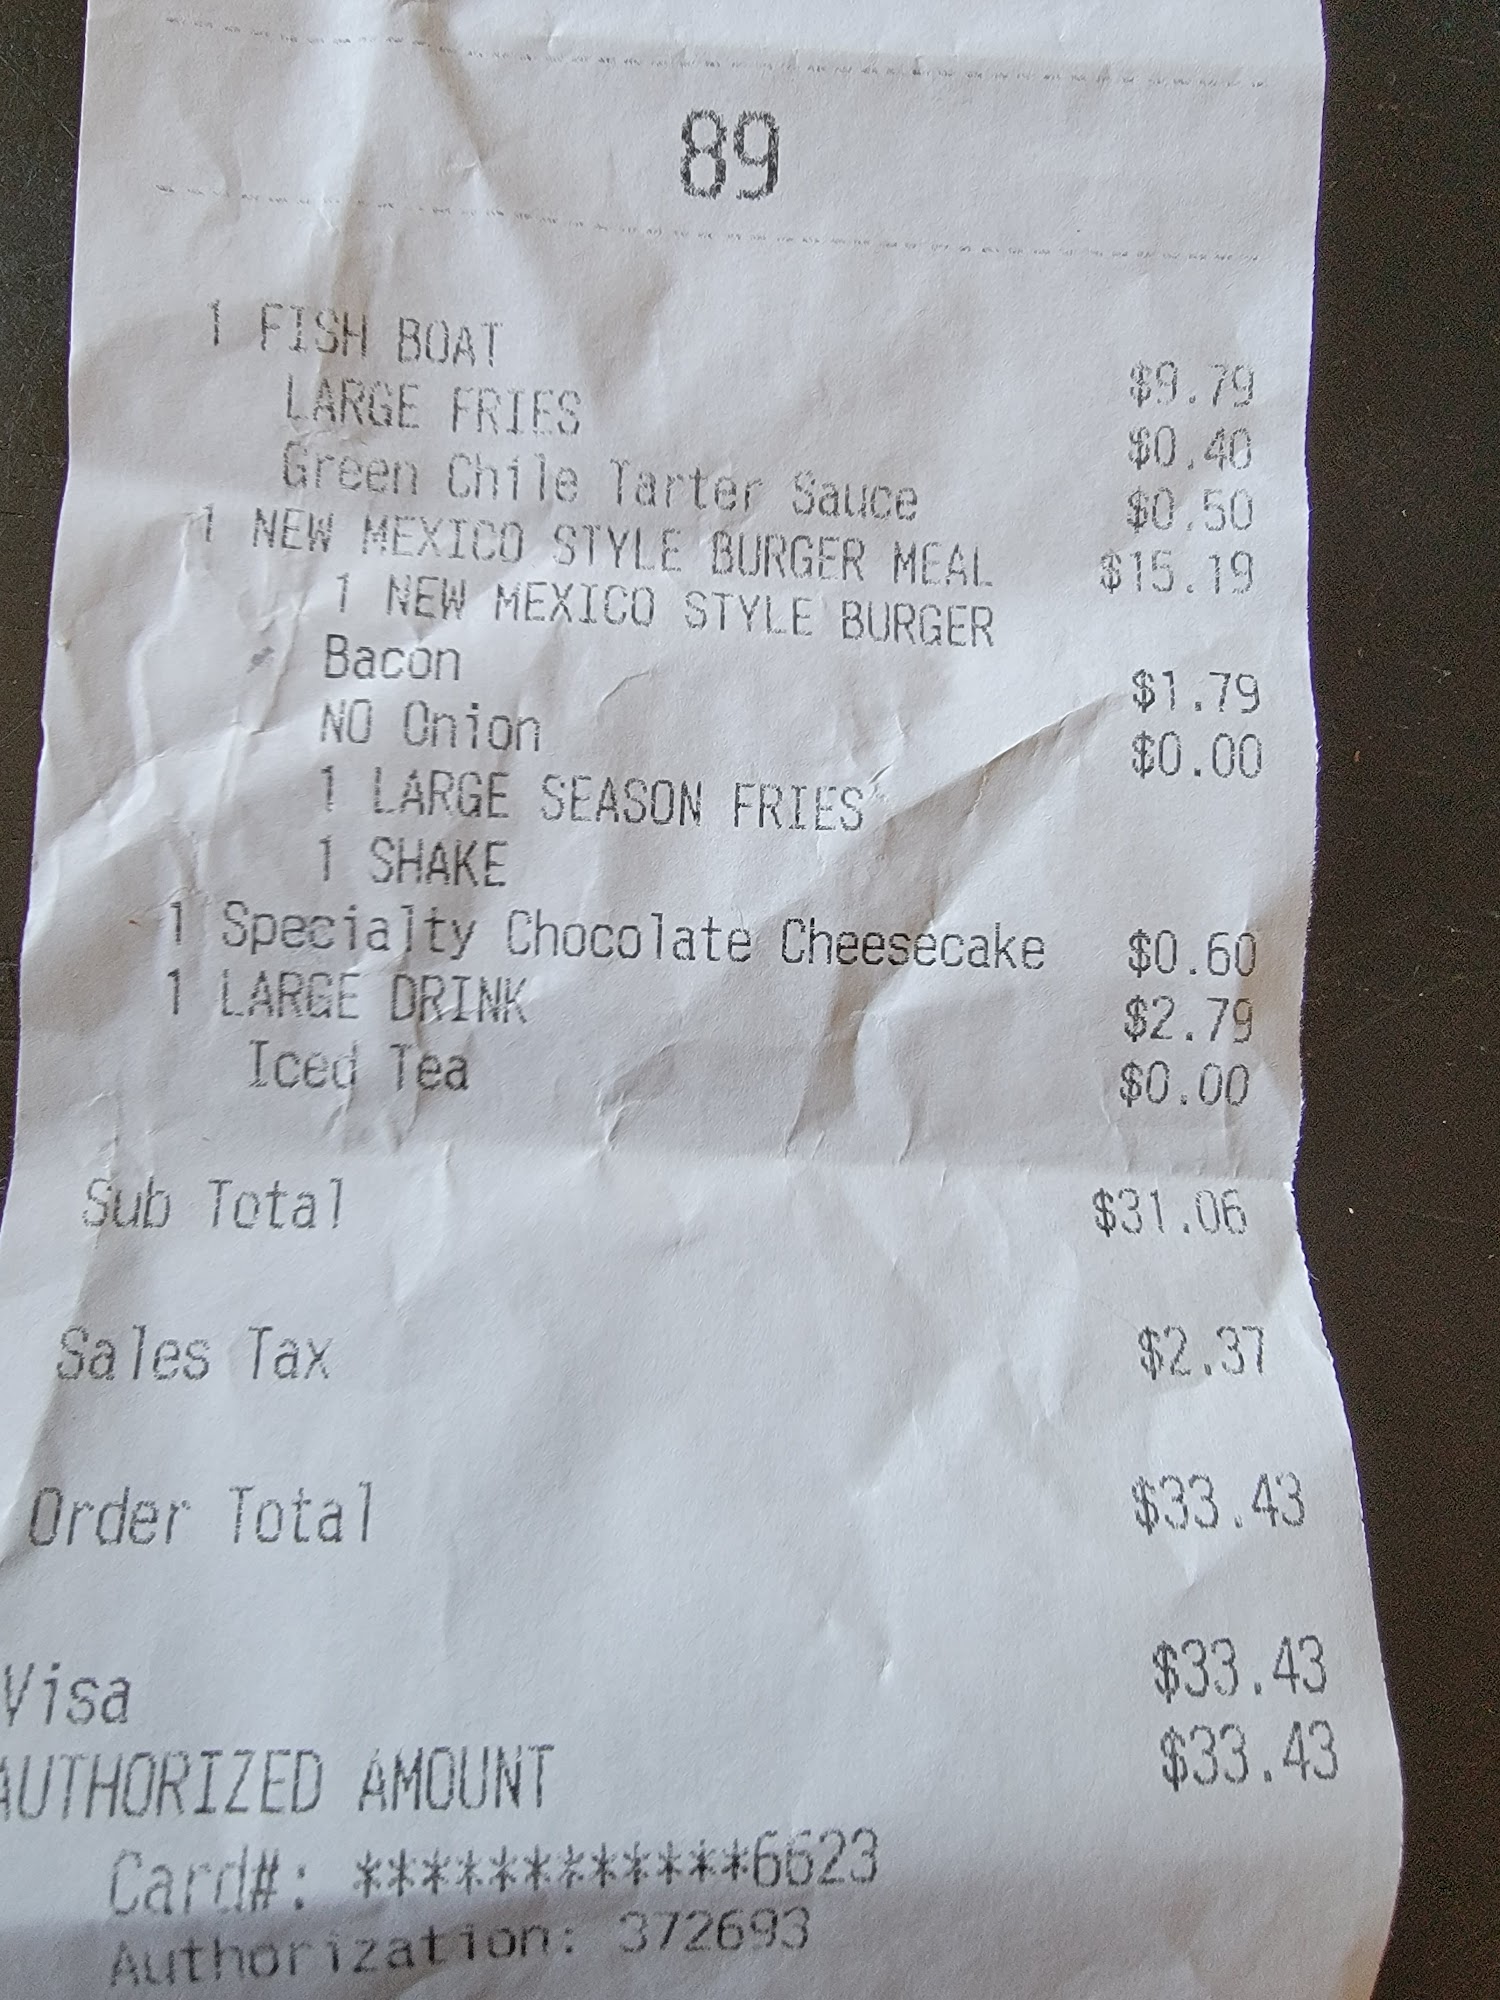 89
1 FISH BOAT $9.79
LARGE FRIES $0.40
Green Chile Tarter Sauce $0.50
1 NEW MEXICO STYLE BURGER MEAL $15.19
1 NEW MEXICO STYLE BURGER
Bacon $1.79
NO Onion $0.00
1 LARGE SEASON FRIES
1 SHAKE
1 Specialty Chocolate Cheesecake $0.60
1 LARGE DRINK $2.79
Iced Tea $0.00
Sub Total $31.06
Sales Tax $2.37
Order Total $33.43
Visa $33.43
AUTHORIZED AMOUNT $33.43
Card#: ************6623
Authorization: 372693